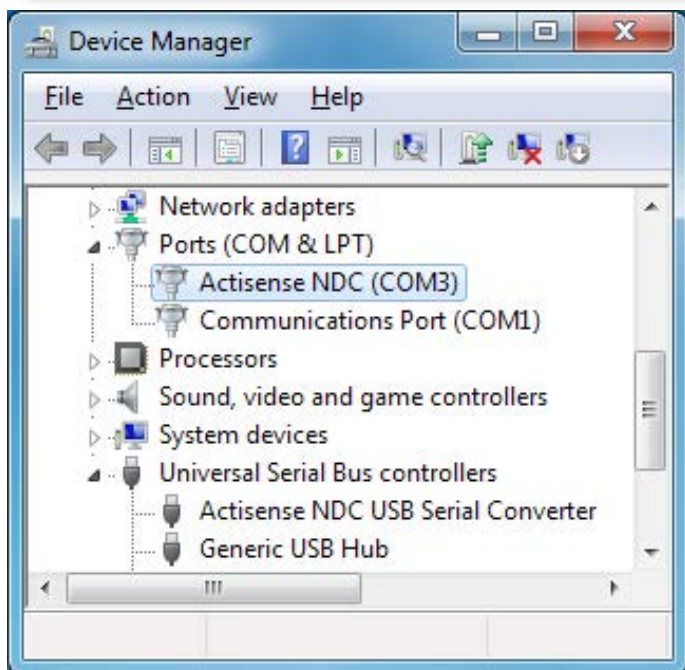 Device Manager
File Action View Help
Network adapters
Ports (COM & LPT)
Actisense NDC (COM3)
Communications Port (COM1)
Processors
Sound, video and game controllers
System devices
Universal Serial Bus controllers
Actisense NDC USB Serial Converter
Generic USB Hub